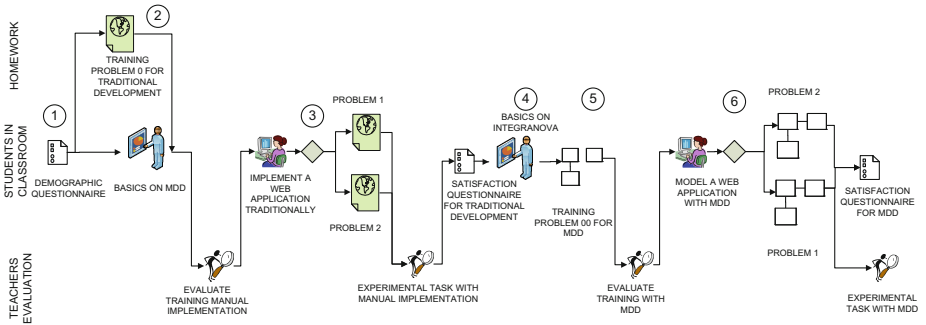 HOMEWORK
STUDENTS IN
CLASSROOM
TEACHERS
EVALUATION
1
DEMOGRAPHIC
QUESTIONNAIRE
2
TRAINING
PROBLEM 0 FOR
TRADITIONAL
DEVELOPMENT
BASICS ON MDD
EVALUATE
TRAINING MANUAL
IMPLEMENTATION
IMPLEMENT A
WEB
APPLICATION
TRADITIONALLY
3
PROBLEM 1
PROBLEM 2
EXPERIMENTAL TASK WITH
MANUAL IMPLEMENTATION
SATISFACTION
QUESTIONNAIRE
FOR TRADITIONAL
DEVELOPMENT
4
BASICS ON
INTEGRANOVA
5
TRAINING
PROBLEM 00 FOR
MDD
EVALUATE
TRAINING WITH
MDD
MODEL A WEB
APPLICATION
WITH MDD
6
PROBLEM 2
PROBLEM 1
SATISFACTION
QUESTIONNAIRE
FOR MDD
EXPERIMENTAL
TASK WITH MDD